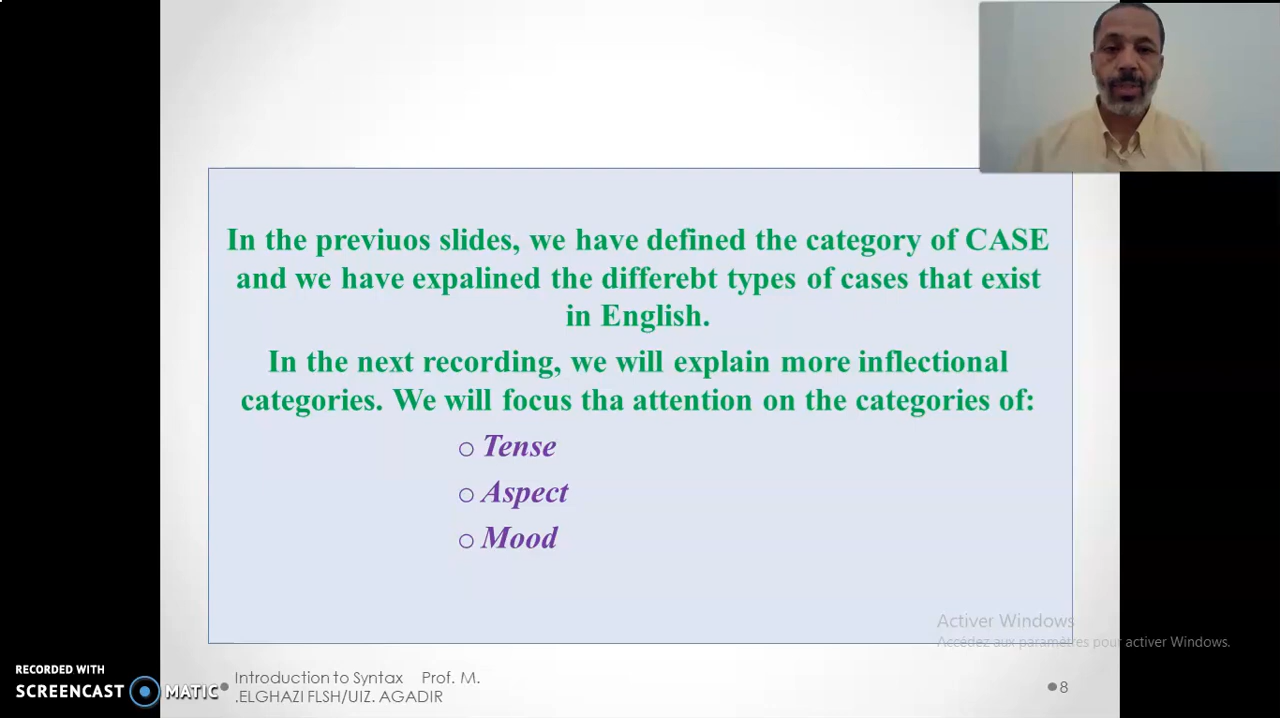 In the previuos slides, we have defined the category of CASE
and we have expalined the differebt types of cases that exist
in English.
In the next recording, we will explain more inflectional
categories. We will focus tha attention on the categories of:
o Tense
o Aspect
o Mood
Activer Windows
Accédez aux paramètres pour activer Windows.
RECORDED WITH
SCREENCAST MATIC
Introduction to Syntax Prof. M.
.ELGHAZI FLSH/UIZ. AGADIR
8